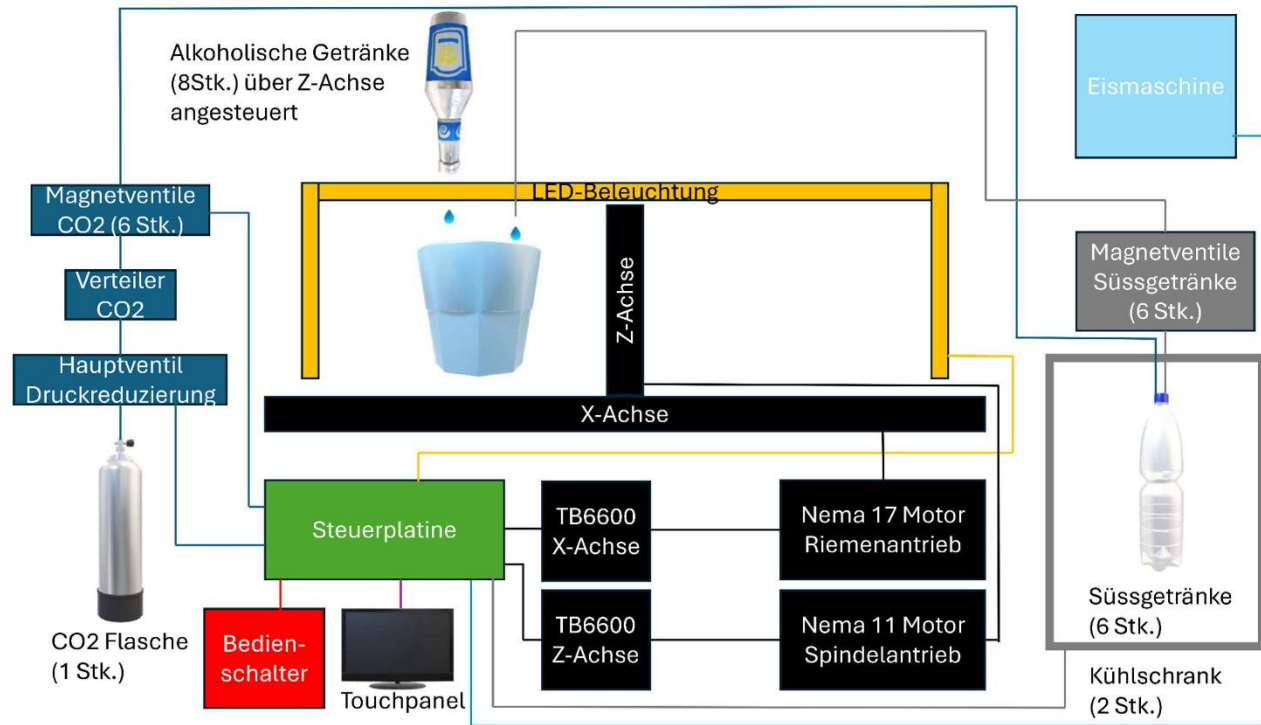 Alkoholische Getränke
(8Stk.) über Z-Achse
angesteuert
Eismaschine
Magnetventile
CO2 (6 Stk.)
LED-Beleuchtung
Verteiler
CO2
Z-Achse
Magnetventile
Süssgetränke
(6 Stk.)
Hauptventil
Druckreduzierung
X-Achse
Steuerplatine
TB6600
X-Achse
Nema 17 Motor
Riemenantrieb
CO2 Flasche
(1 Stk.)
Bedien-
schalter
Touchpanel
TB6600
Z-Achse
Nema 11 Motor
Spindelantrieb
Süssgetränke
(6 Stk.)
Kühlschrank
(2 Stk.)